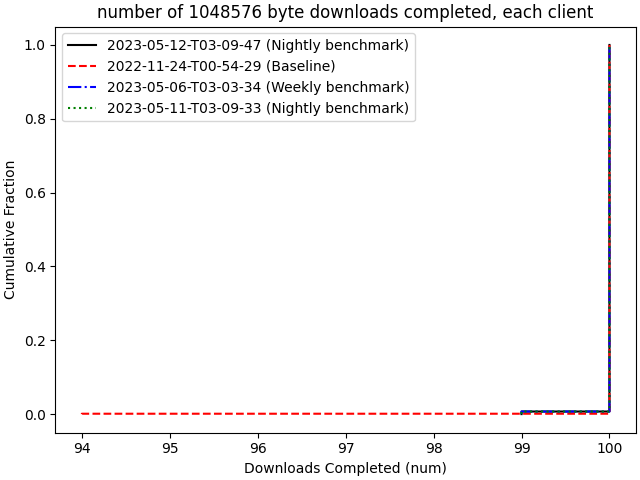 number of 1048576 byte downloads completed, each client
2023-05-12-T03-09-47 (Nightly benchmark)
2022-11-24-T00-54-29 (Baseline)
2023-05-06-T03-03-34 (Weekly benchmark)
2023-05-11-T03-09-33 (Nightly benchmark)
Cumulative Fraction
1.0
0.8
0.6
0.4
0.2
0.0
94 95 96 97 98 99 100
Downloads Completed (num)